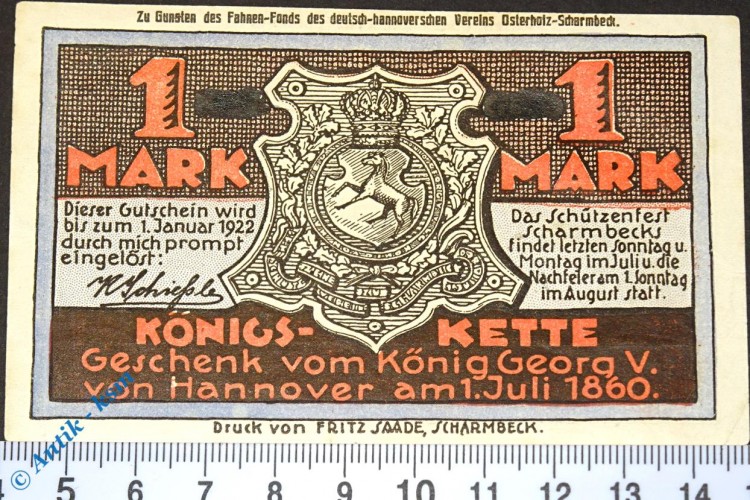 Zu Gunsten des Fahnen-Fonds des deutsch-hannoverschen Vereins Osterholz-Scharmbeck.
1 1
MARK MARK
Dieser Gutschein wird
bis zum 1. Januar 1922
durch mich prompt
eingelöst:
H Schießle
Das Schützenfest
Scharmbecks
findet letzten Sonntag u.
Montag im Juli u. die
Nachfeier am 1. Sonntag
im August statt.
KÖNIGS- KETTE
Geschenk vom König Georg V.
von Hannover am 1. Juli 1860.
Druck von FRITZ SAADE, SCHARMBECK.
© Antik - Kos
4 5 6 7 8 9 10 11 12 13 14